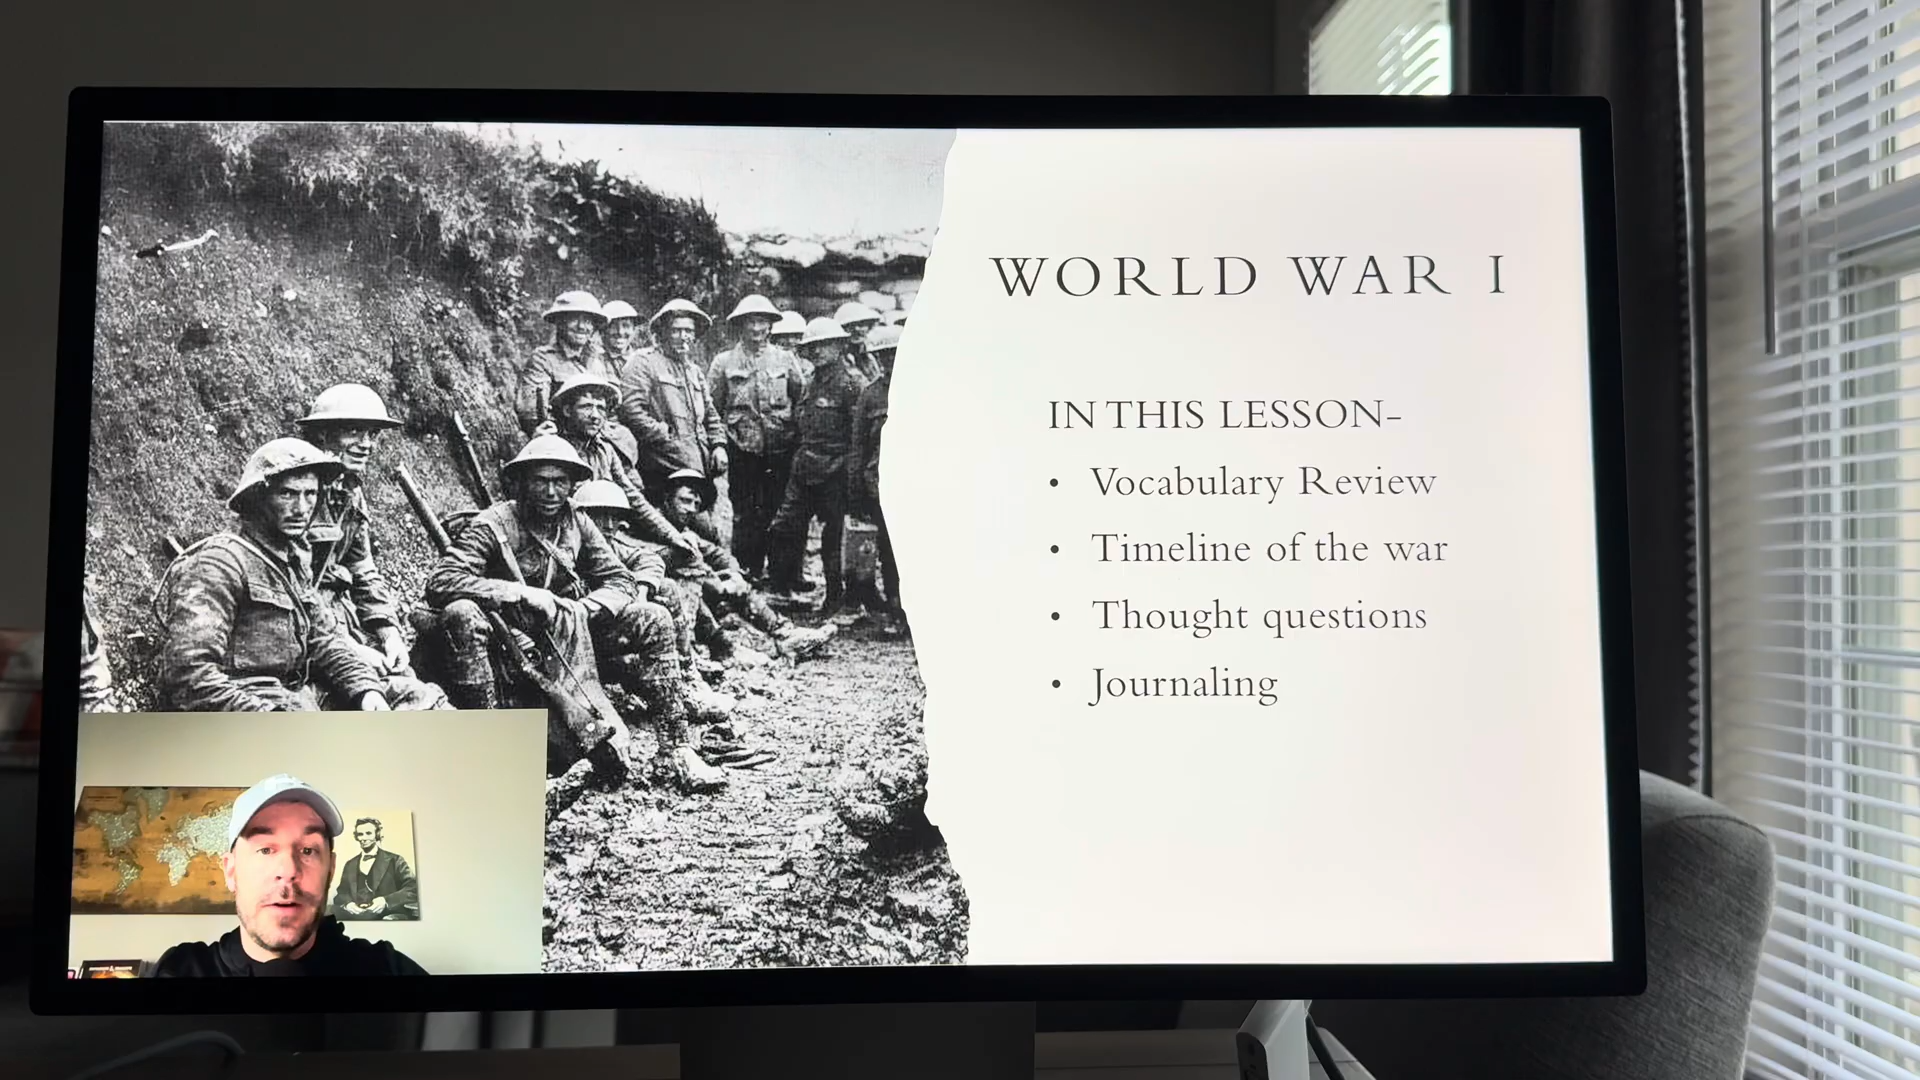 WORLD WAR I
IN THIS LESSON-
• Vocabulary Review
• Timeline of the war
• Thought questions
• Journaling